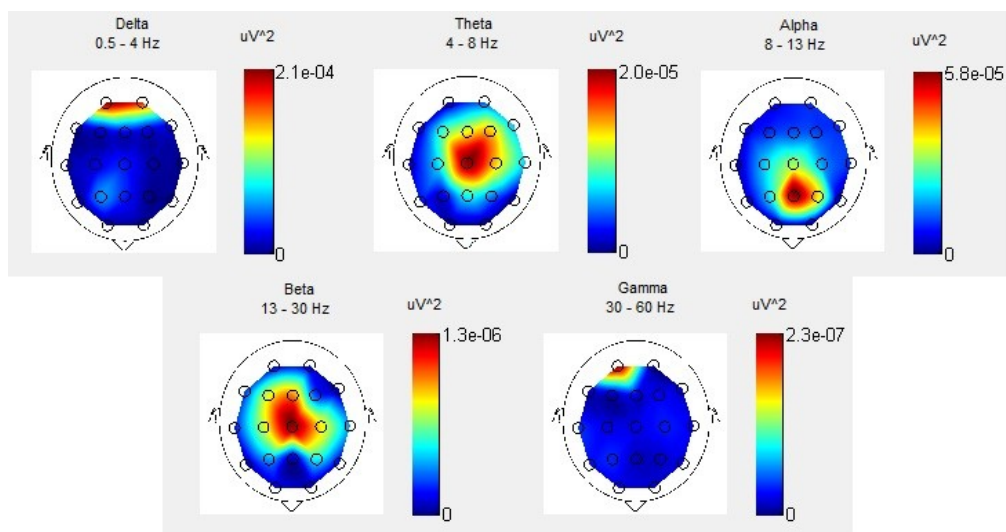 Delta
0.5 - 4 Hz
uV^2
2.1e-04
0
Theta
4 - 8 Hz
uV^2
2.0e-05
0
Alpha
8 - 13 Hz
uV^2
5.8e-05
0
Beta
13 - 30 Hz
uV^2
1.3e-06
0
Gamma
30 - 60 Hz
uV^2
2.3e-07
0